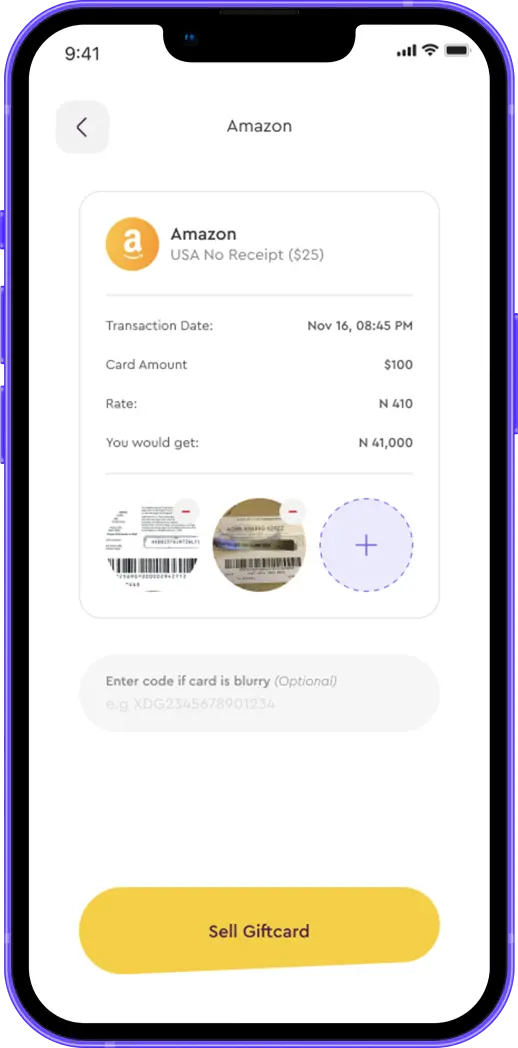 9:41
Amazon
a
Amazon
USA No Receipt ($25)
Transaction Date: Nov 16, 08:45 PM
Card Amount $100
Rate: N 410
You would get: N 41,000
Enter code if card is blurry (Optional)
e.g XDG2345678901234
Sell Giftcard